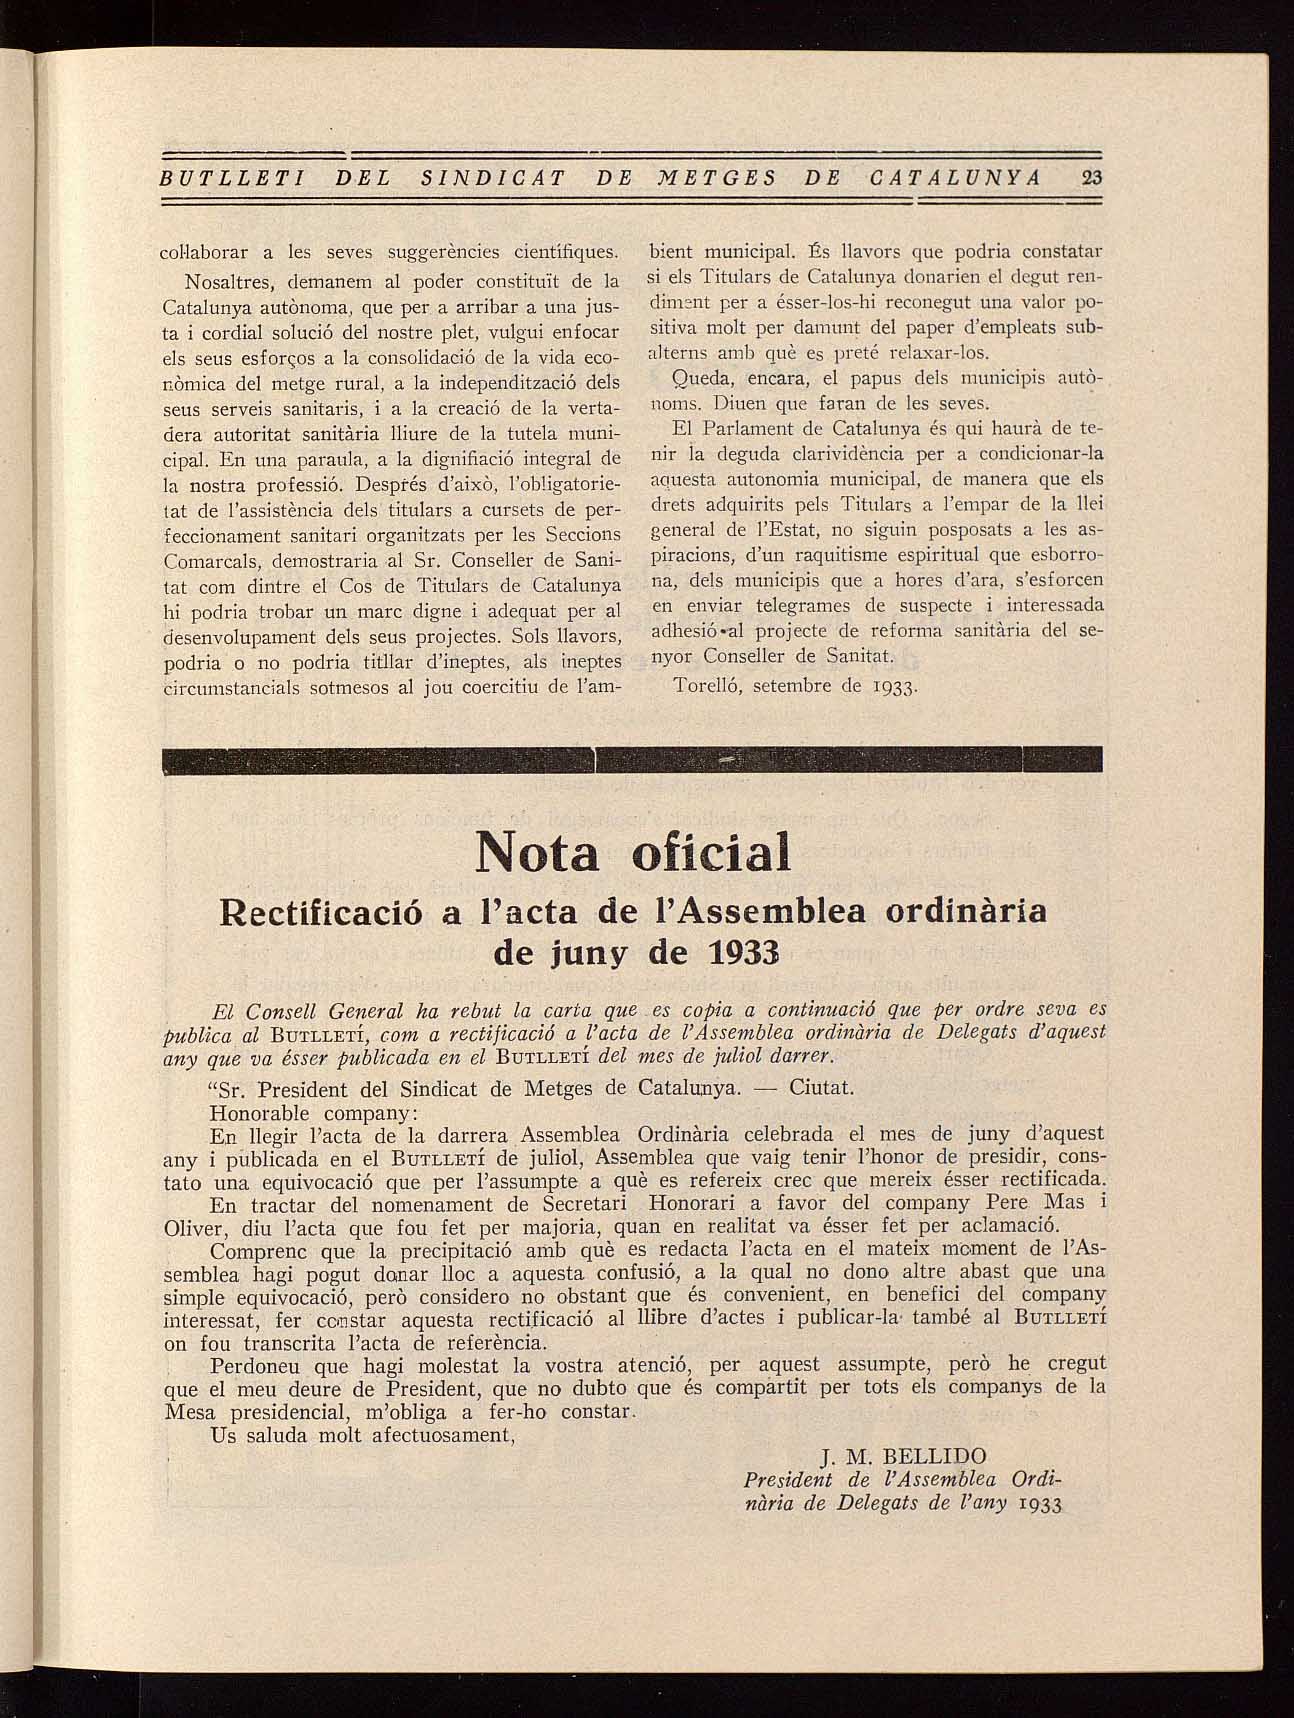 BUTLLETI DEL SINDICAT DE METGES DE CATALUNYA 23
col·laborar a les seves suggerències científiques.
Nosaltres, demanem al poder constituït de la
Catalunya autònoma, que per a arribar a una jus-
ta i cordial solució del nostre plet, vulgui enfocar
els seus esforços a la consolidació de la vida eco-
nòmica del metge rural, a la independització dels
seus serveis sanitaris, i a la creació de la verta-
dera autoritat sanitària lliure de la tutela muni-
cipal. En una paraula, a la dignifiació integral de
la nostra professió. Després d'això, l'obligatorie-
tat de l'assistència dels titulars a cursets de per-
feccionament sanitari organitzats per les Seccions
Comarcals, demostraria al Sr. Conseller de Sani-
tat com dintre el Cos de Titulars de Catalunya
hi podria trobar un marc digne i adequat per al
desenvolupament dels seus projectes. Sols llavors,
podria o no podria titllar d'ineptes, als ineptes
circumstancials sotmesos al jou coercitiu de l'am-
bient municipal. És llavors que podria constatar
si els Titulars de Catalunya donarien el degut ren-
diment per a ésser-los-hi reconegut una valor po-
sitiva molt per damunt del paper d'empleats sub-
alterns amb què es preté relaxar-los.
Queda, encara, el papus dels municipis autò-
noms. Diuen que faran de les seves.
El Parlament de Catalunya és qui haurà de te-
nir la deguda clarividència per a condicionar-la
aquesta autonomia municipal, de manera que els
drets adquirits pels Titulars a l'empar de la llei
general de l'Estat, no siguin posposats a les as-
piracions, d'un raquitisme espiritual que esborro-
na, dels municipis que a hores d'ara, s'esforcen
en enviar telegrames de suspecte i interessada
adhesió al projecte de reforma sanitària del se-
nyor Conseller de Sanitat.
Torelló, setembre de 1933.
Nota oficial
Rectificació a l'acta de l'Assemblea ordinària
de juny de 1933
El Consell General ha rebut la carta que es copia a continuació que per ordre seva es
publica al BUTLLETÍ, com a rectificació a l'acta de l'Assemblea ordinària de Delegats d'aquest
any que va ésser publicada en el BUTLLETÍ del mes de juliol darrer.
"Sr. President del Sindicat de Metges de Catalunya. — Ciutat.
Honorable company:
En llegir l'acta de la darrera Assemblea Ordinària celebrada el mes de juny d'aquest
any i publicada en el BUTLLETÍ de juliol, Assemblea que vaig tenir l'honor de presidir, cons-
tato una equivocació que per l'assumpte a què es refereix crec que mereix ésser rectificada.
En tractar del nomenament de Secretari Honorari a favor del company Pere Mas i
Oliver, diu l'acta que fou fet per majoria, quan en realitat va ésser fet per aclamació.
Comprenc que la precipitació amb què es redacta l'acta en el mateix moment de l'As-
semblea hagi pogut donar lloc a aquesta confusió, a la qual no dono altre abast que una
simple equivocació, però considero no obstant que és convenient, en benefici del company
interessat, fer constar aquesta rectificació al llibre d'actes i publicar-la també al BUTLLETÍ
on fou transcrita l'acta de referència.
Perdoneu que hagi molestat la vostra atenció, per aquest assumpte, però he cregut
que el meu deure de President, que no dubto que és compartit per tots els companys de la
Mesa presidencial, m'obliga a fer-ho constar.
Us saluda molt afectuosament,
J. M. BELLIDO
President de l'Assemblea Ordi-
nària de Delegats de l'any 1933